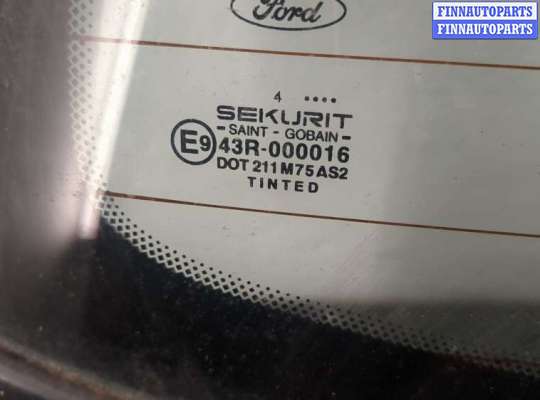 FINNAUTOPARTS
FINNAUTOPARTS
Ford
4 ....
SEKURIT
- SAINT - GOBAIN -
E9 43R-000016
DOT 211 M75 AS2
TINTED